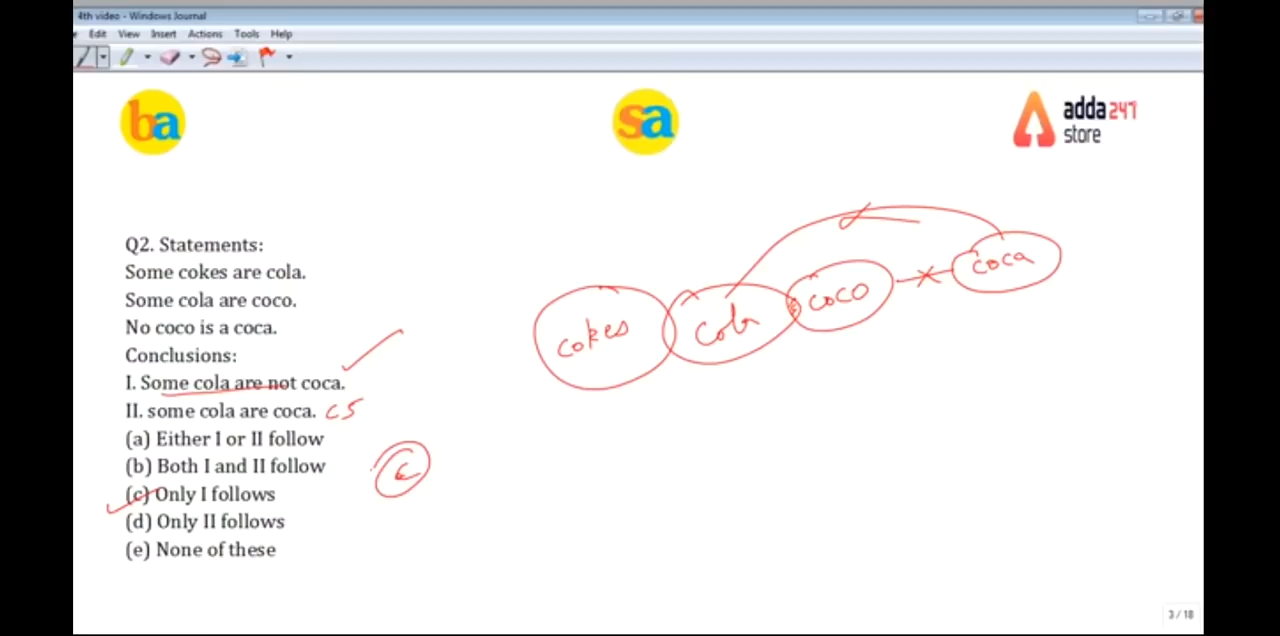 4th video - Windows Journal
Edit View Insert Actions Tools Help
ba
sa
adda247
store
Q2. Statements:
Some cokes are cola.
Some cola are coco.
No coco is a coca.
Conclusions:
I. Some cola are not coca.
II. some cola are coca. CS
(a) Either I or II follow
(b) Both I and II follow
(c) Only I follows
(d) Only II follows
(e) None of these
cokes
cola
coco
coca
3 / 18